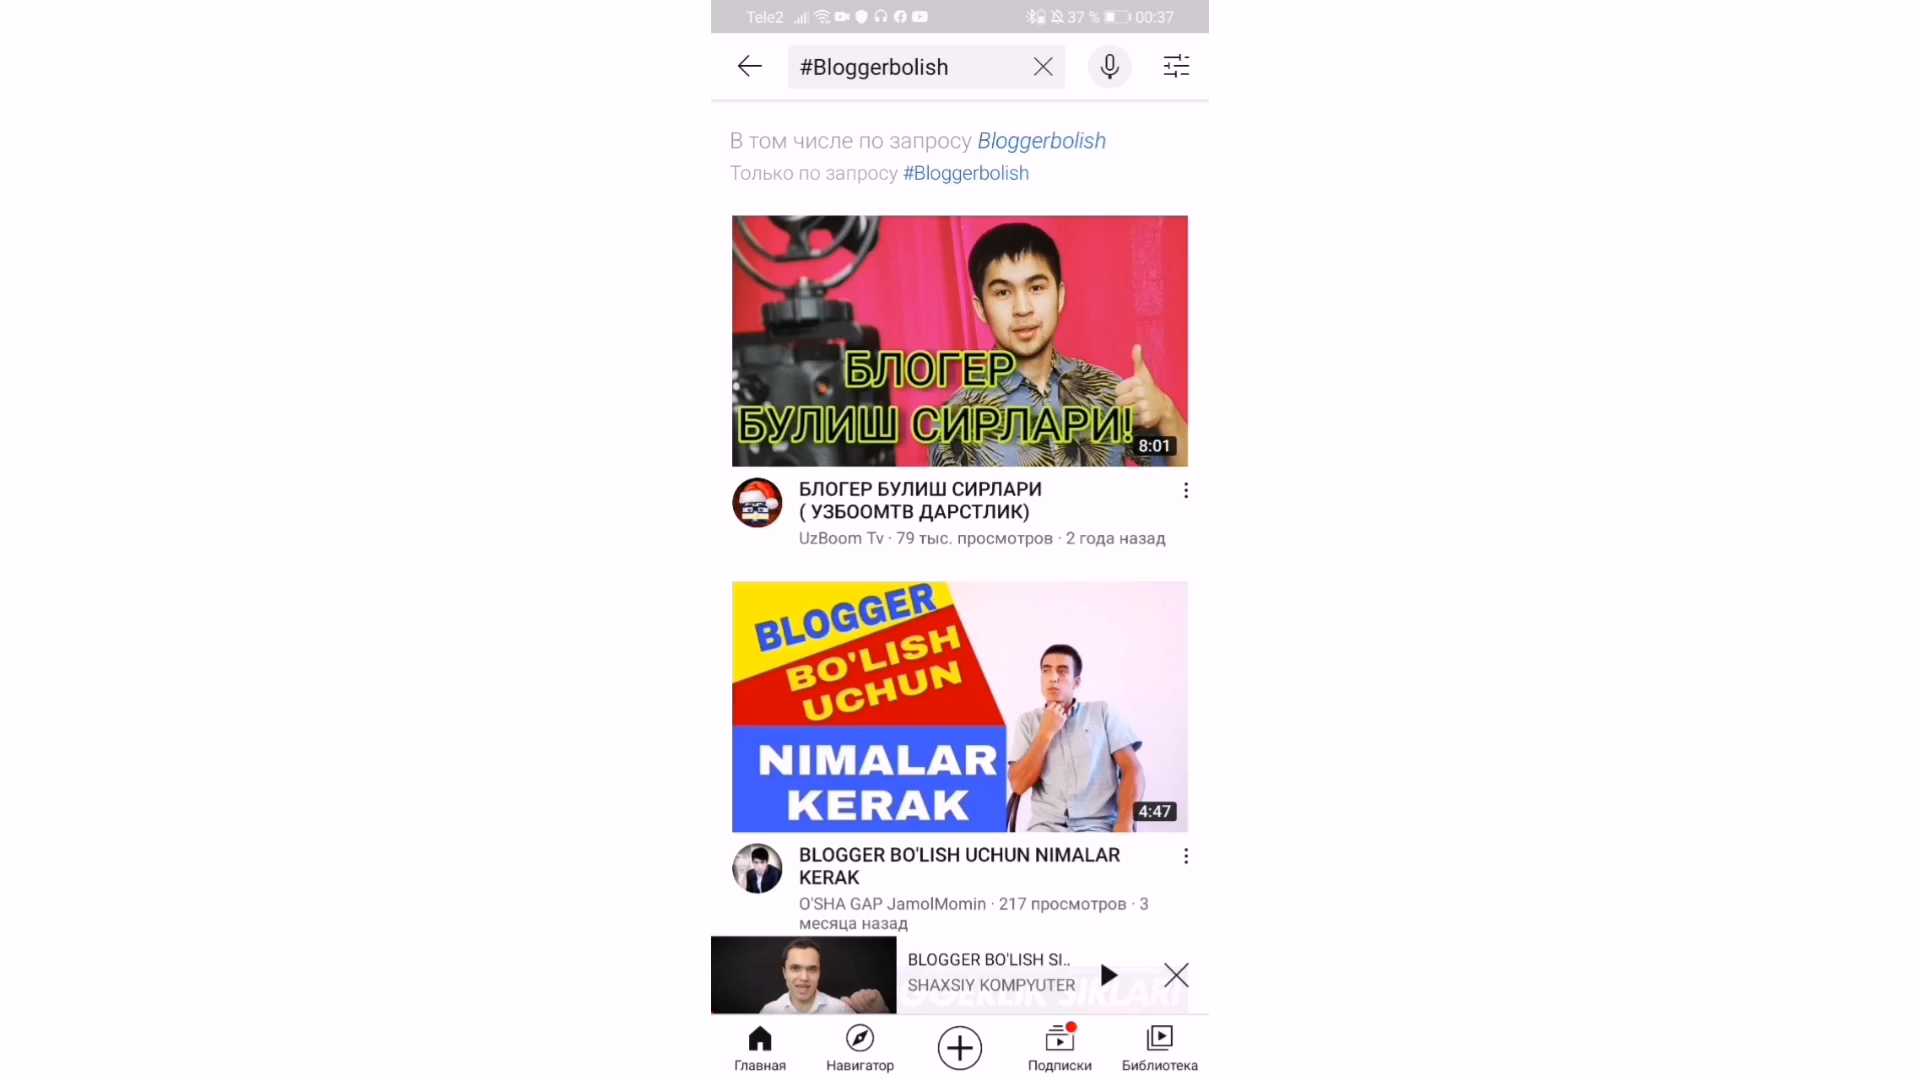 Tele2
37 %
00:37
#Bloggerbolish
В том числе по запросу Bloggerbolish
Только по запросу #Bloggerbolish
БЛОГЕР
БУЛИШ СИРЛАРИ!
8:01
БЛОГЕР БУЛИШ СИРЛАРИ
( УЗБООМТВ ДАРСТЛИК)
UzBoom Tv · 79 тыс. просмотров · 2 года назад
BLOGGER
BO'LISH
UCHUN
NIMALAR
KERAK
4:47
BLOGGER BO'LISH UCHUN NIMALAR
KERAK
O'SHA GAP JamolMomin · 217 просмотров · 3
месяца назад
BLOGGER BO'LISH SI..
SHAXSIY KOMPYUTER
Главная
Навигатор
Подписки
Библиотека